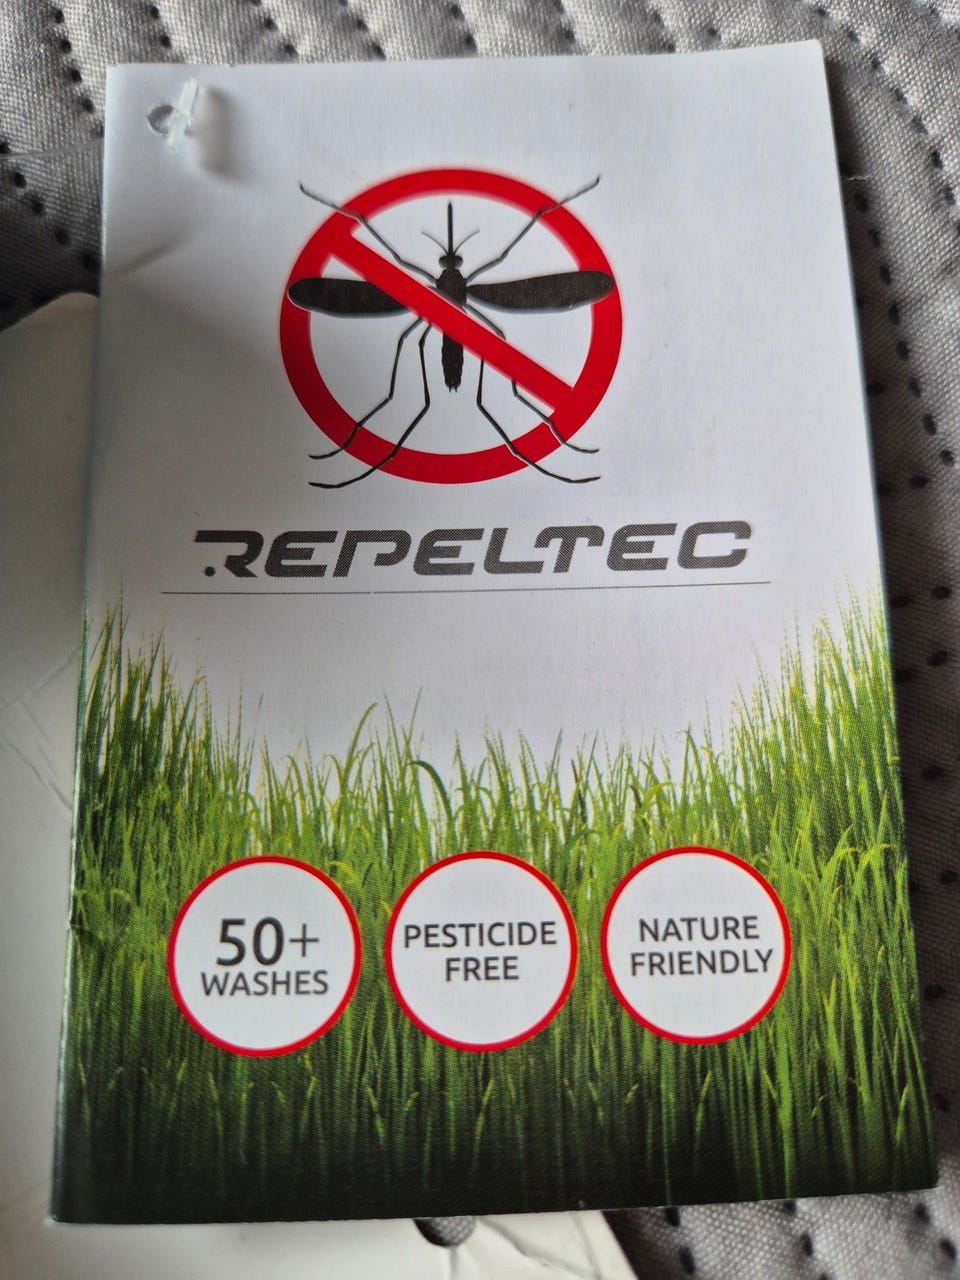 REPELTEC
50+
WASHES
PESTICIDE
FREE
NATURE
FRIENDLY